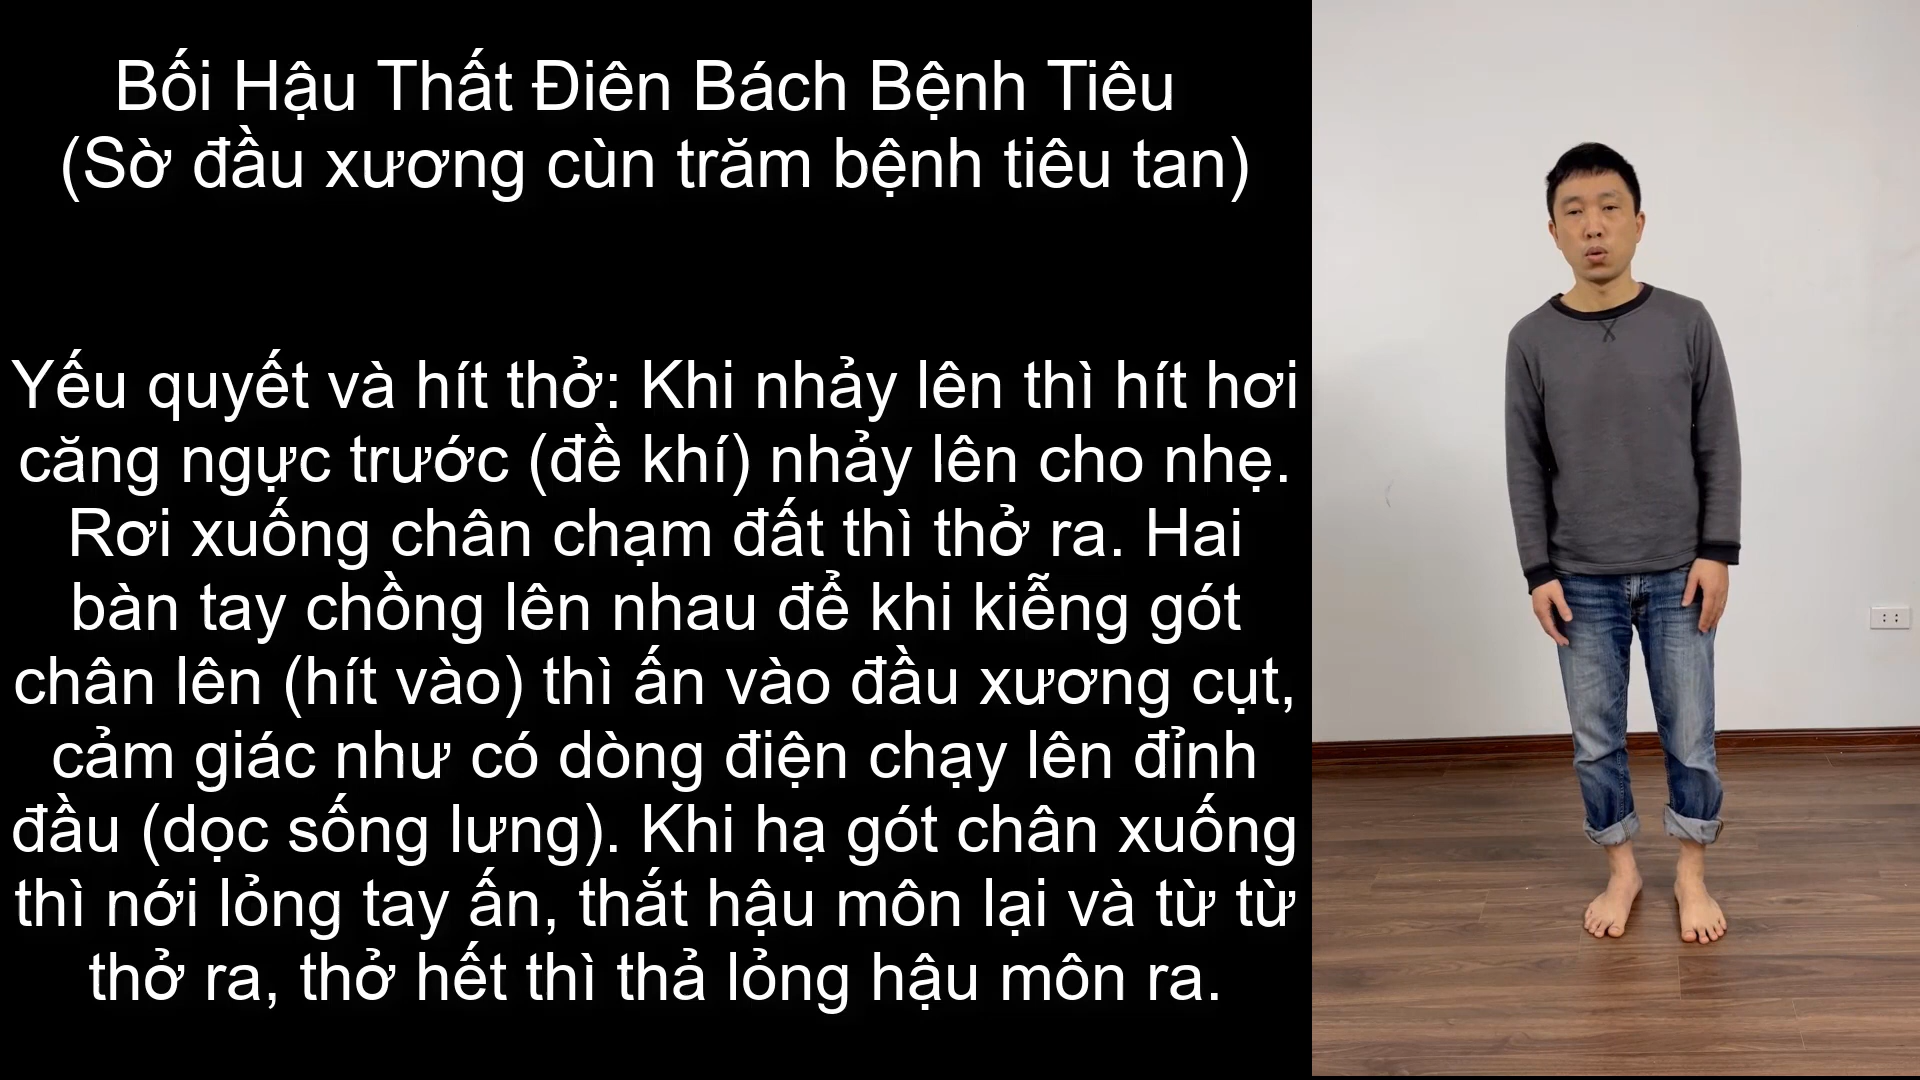 Bối Hậu Thất Điên Bách Bệnh Tiêu
(Sờ đầu xương cùn trăm bệnh tiêu tan)
Yếu quyết và hít thở: Khi nhảy lên thì hít hơi
căng ngực trước (đề khí) nhảy lên cho nhẹ.
Rơi xuống chân chạm đất thì thở ra. Hai
bàn tay chồng lên nhau để khi kiễng gót
chân lên (hít vào) thì ấn vào đầu xương cụt,
cảm giác như có dòng điện chạy lên đỉnh
đầu (dọc sống lưng). Khi hạ gót chân xuống
thì nới lỏng tay ấn, thắt hậu môn lại và từ từ
thở ra, thở hết thì thả lỏng hậu môn ra.